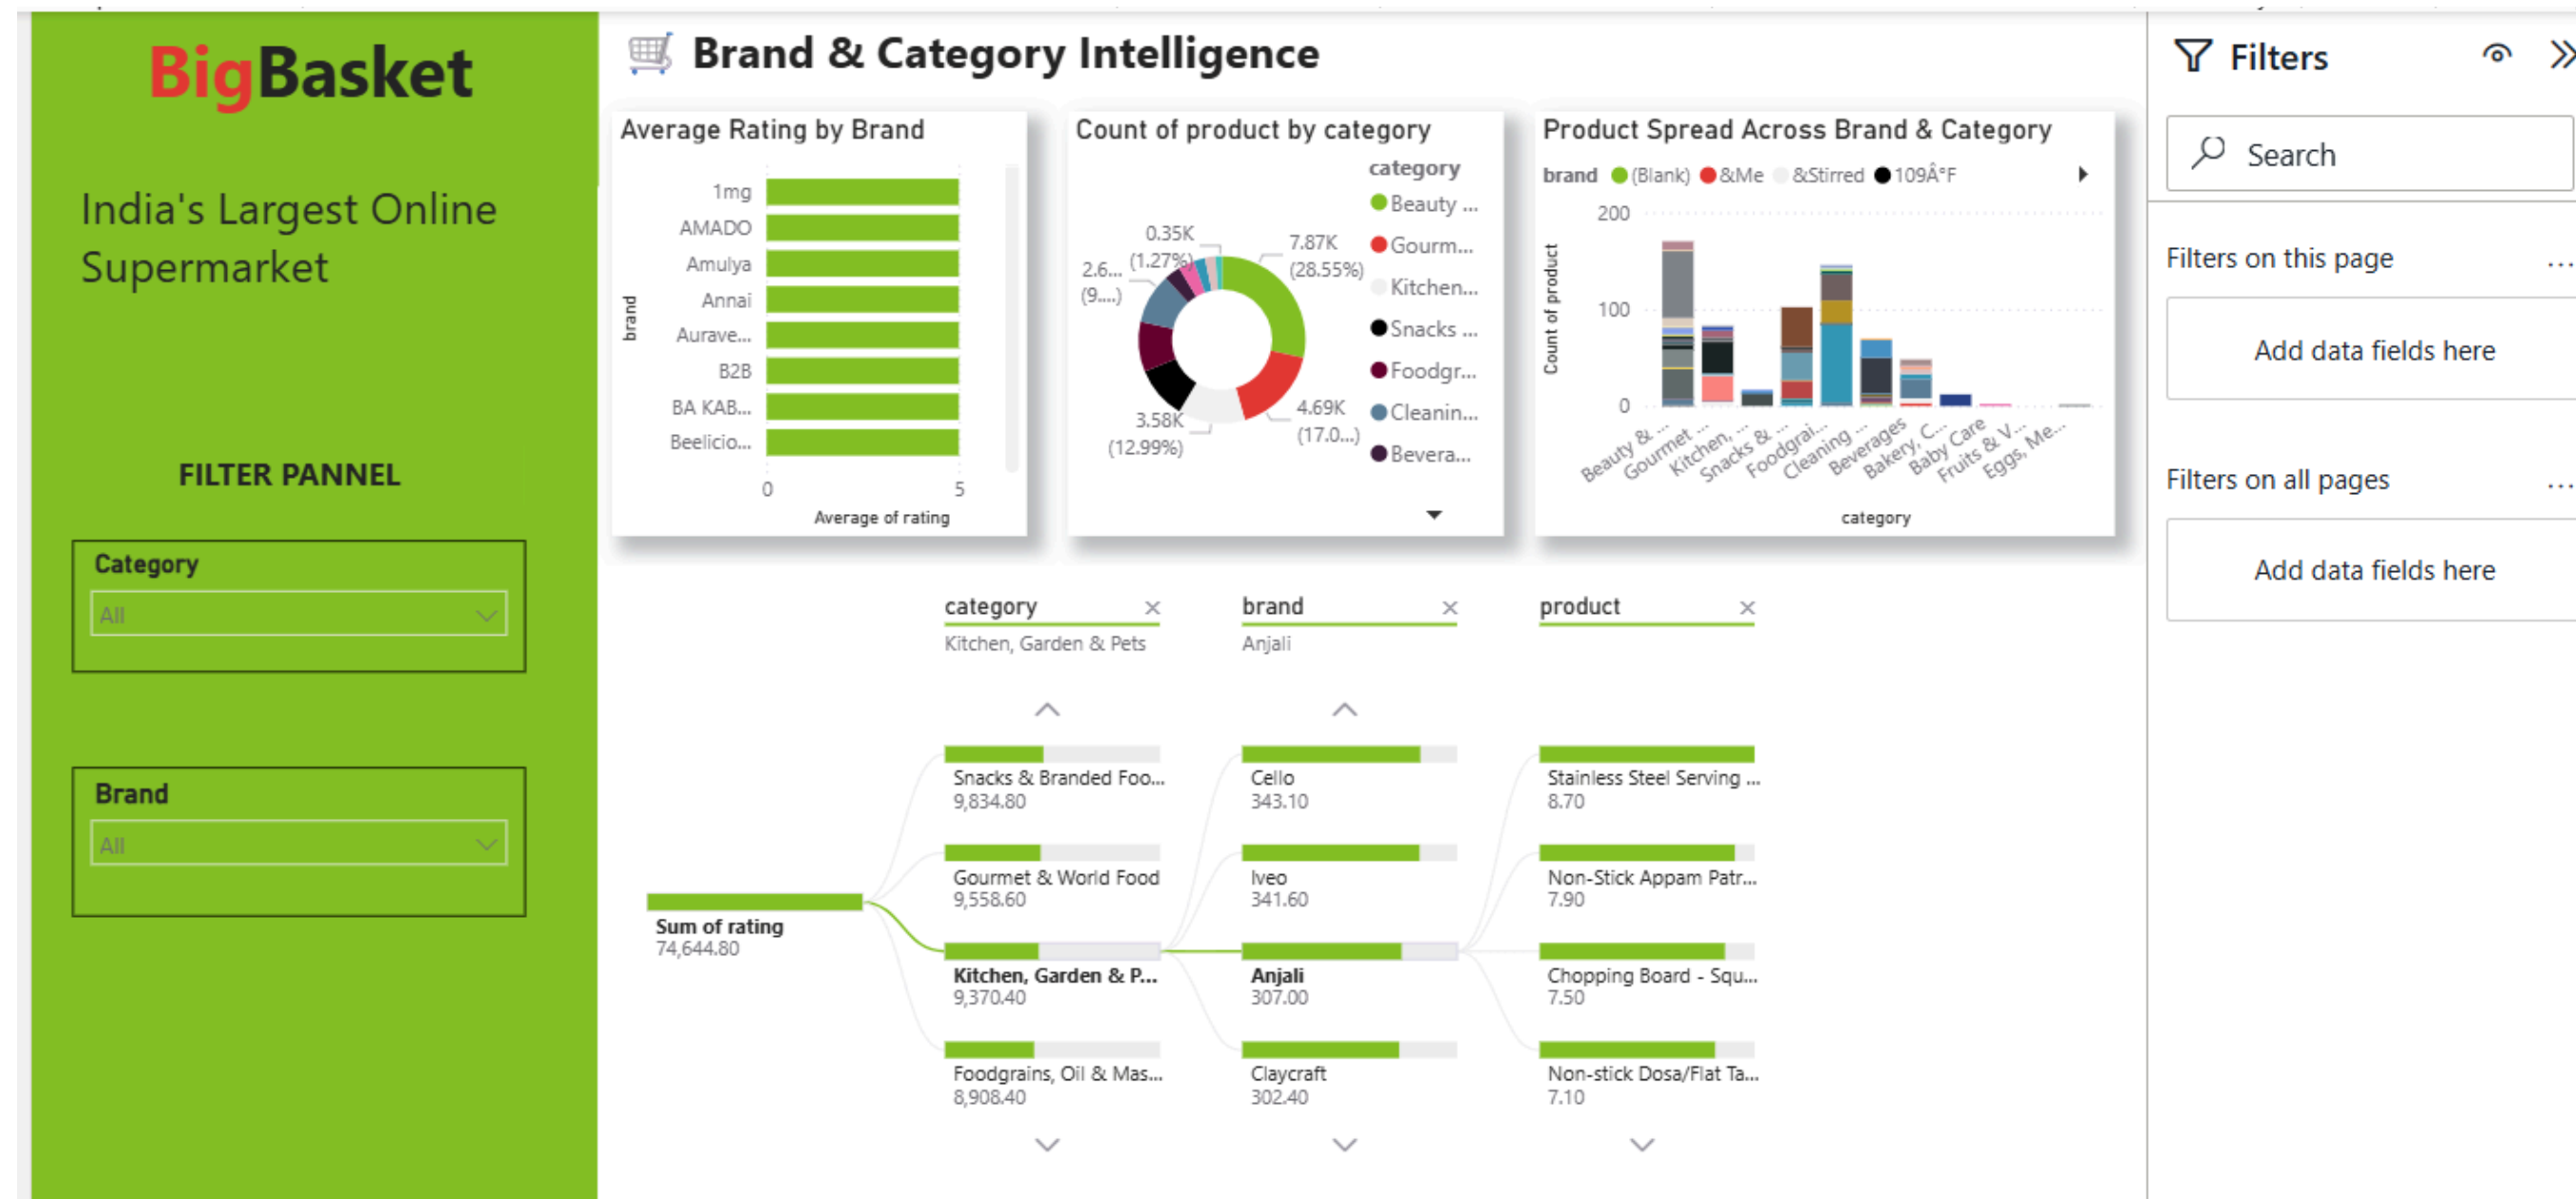 BigBasket
India's Largest Online
Supermarket
FILTER PANNEL
Category
All
Brand
All
Brand & Category Intelligence
Average Rating by Brand
brand
1mg
AMADO
Amulya
Annai
Aurave...
B2B
BA KAB...
Beelicio...
0 5
Average of rating
Count of product by category
category
Beauty ...
Gourm...
Kitchen...
Snacks ...
Foodgr...
Cleanin...
Bevera...
0.35K
(1.27%)
7.87K
(28.55%)
2.6...
(9....)
3.58K
(12.99%)
4.69K
(17.0...)
Product Spread Across Brand & Category
brand (Blank) &Me &Stirred 109Â°F
Count of product
200
100
0
Beauty & ...
Gourmet ...
Kitchen, ...
Snacks & ...
Foodgrai...
Cleaning ...
Beverages
Bakery, C...
Baby Care
Fruits & V...
Eggs, Me...
category
category brand product
Kitchen, Garden & Pets Anjali
Sum of rating
74,644.80
Snacks & Branded Foo...
9,834.80
Gourmet & World Food
9,558.60
Kitchen, Garden & P...
9,370.40
Foodgrains, Oil & Mas...
8,908.40
Cello
343.10
Iveo
341.60
Anjali
307.00
Claycraft
302.40
Stainless Steel Serving ...
8.70
Non-Stick Appam Patr...
7.90
Chopping Board - Squ...
7.50
Non-stick Dosa/Flat Ta...
7.10
Filters
Search
Filters on this page ...
Add data fields here
Filters on all pages ...
Add data fields here